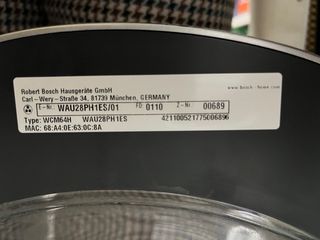 Robert Bosch Hausgeräte GmbH
Carl-Wery-Straße 34, 81739 München, GERMANY
www.bosch-home.com
E-Nr. WAU28PH1ES/01 FD 0110 Z-Nr. 00689
Type: WCM64H WAU28PH1ES 421100521775006896
MAC: 68:A4:0E:63:0C:8A